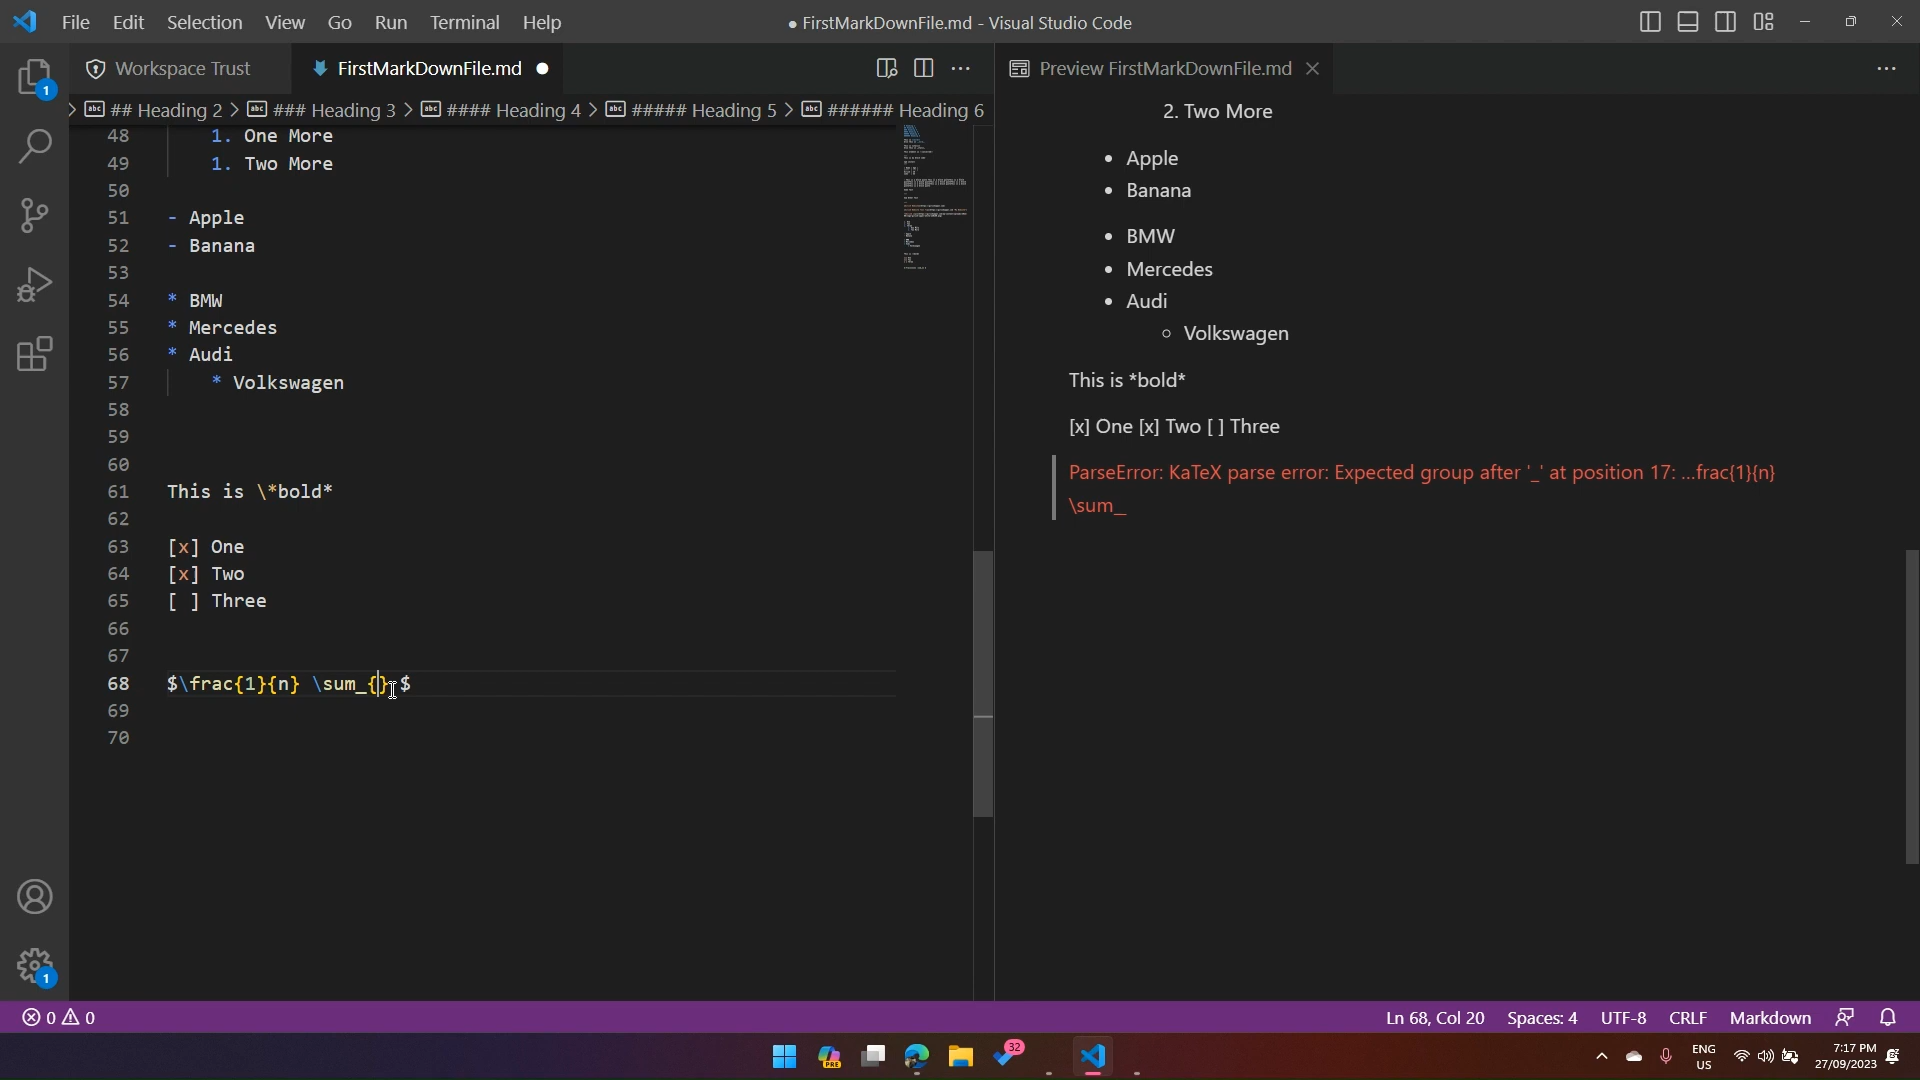 File Edit Selection View Go Run Terminal Help
● FirstMarkDownFile.md - Visual Studio Code
Workspace Trust
FirstMarkDownFile.md ●
Preview FirstMarkDownFile.md
## Heading 2 > ### Heading 3 > #### Heading 4 > ##### Heading 5 > ###### Heading 6
48 1. One More
49 1. Two More
50
51 - Apple
52 - Banana
53
54 * BMW
55 * Mercedes
56 * Audi
57 * Volkswagen
58
59
60
61 This is \*bold*
62
63 [x] One
64 [x] Two
65 [ ] Three
66
67
68 $\frac{1}{n} \sum_{} $
69
70
2. Two More
• Apple
• Banana
• BMW
• Mercedes
• Audi
○ Volkswagen
This is *bold*
[x] One [x] Two [ ] Three
ParseError: KaTeX parse error: Expected group after '_' at position 17: …frac{1}{n}
\sum_
1
1
0 0
Ln 68, Col 20 Spaces: 4 UTF-8 CRLF Markdown
PRE
32
ENG
US
7:17 PM
27/09/2023